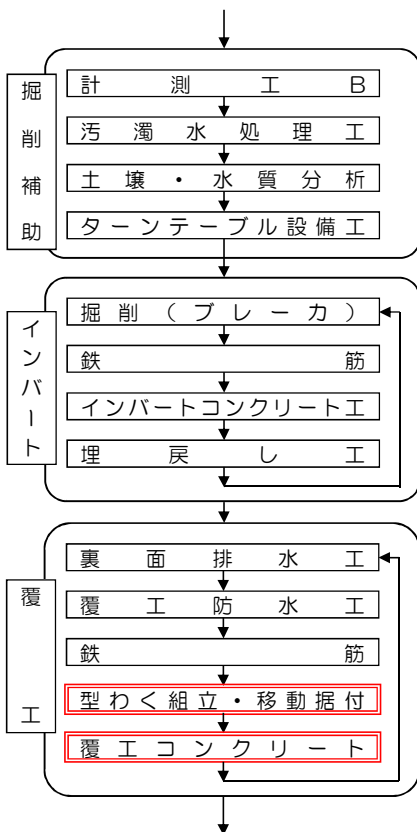 掘削補助
計測工B
汚濁水処理工
土壌・水質分析
ターンテーブル設備工
インバート
掘削（ブレーカ）
鉄筋
インバートコンクリート工
埋戻し工
覆工
裏面排水工
覆工防水工
鉄筋
型わく組立・移動据付
覆工コンクリート